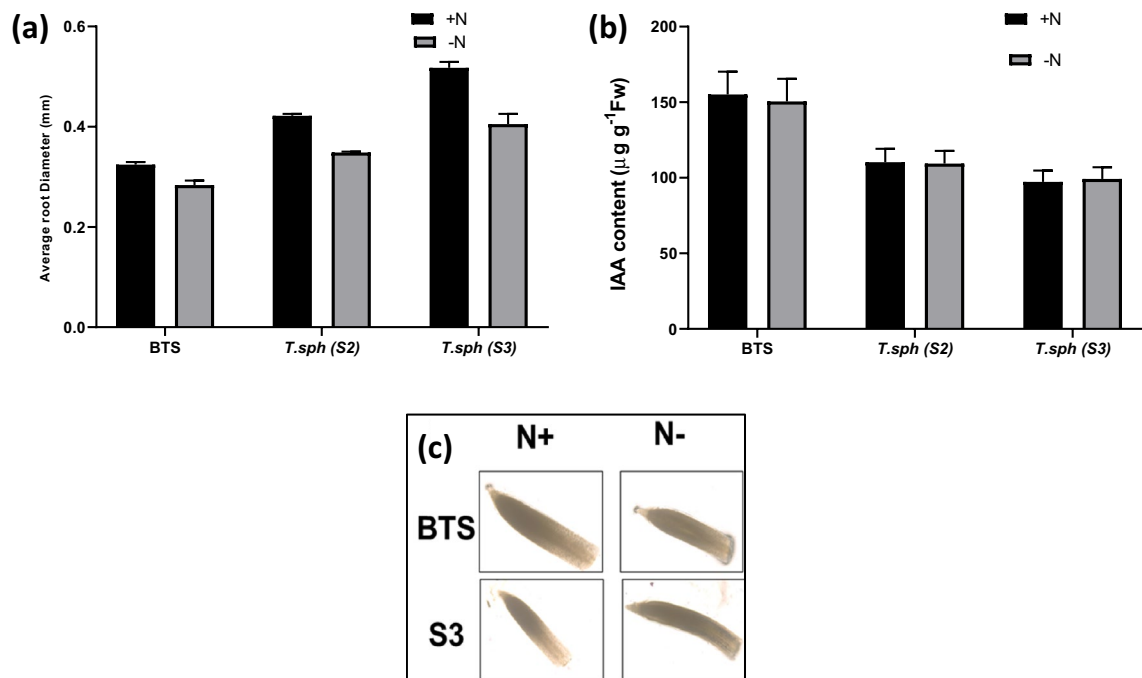 (a)
+N
-N
Average root Diameter (mm)
0.6
0.4
0.2
0.0
BTS T.sph (S2) T.sph (S3)
(b)
+N
-N
IAA content (μ g g⁻¹Fw)
200
150
100
50
0
BTS T.sph (S2) T.sph (S3)
(c)
N+ N-
BTS
S3